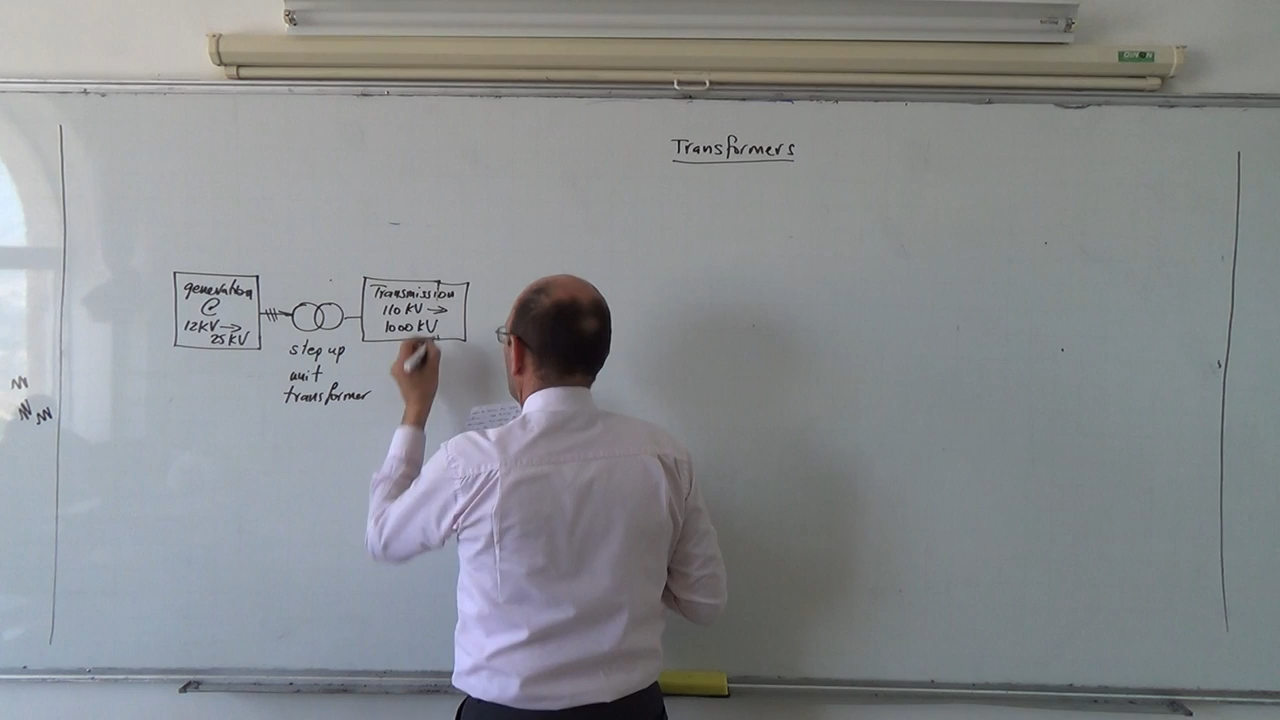 Transformers
generation
@
12KV →
25KV
step up
unit
transformer
Transmission
110 KV →
1000 KV